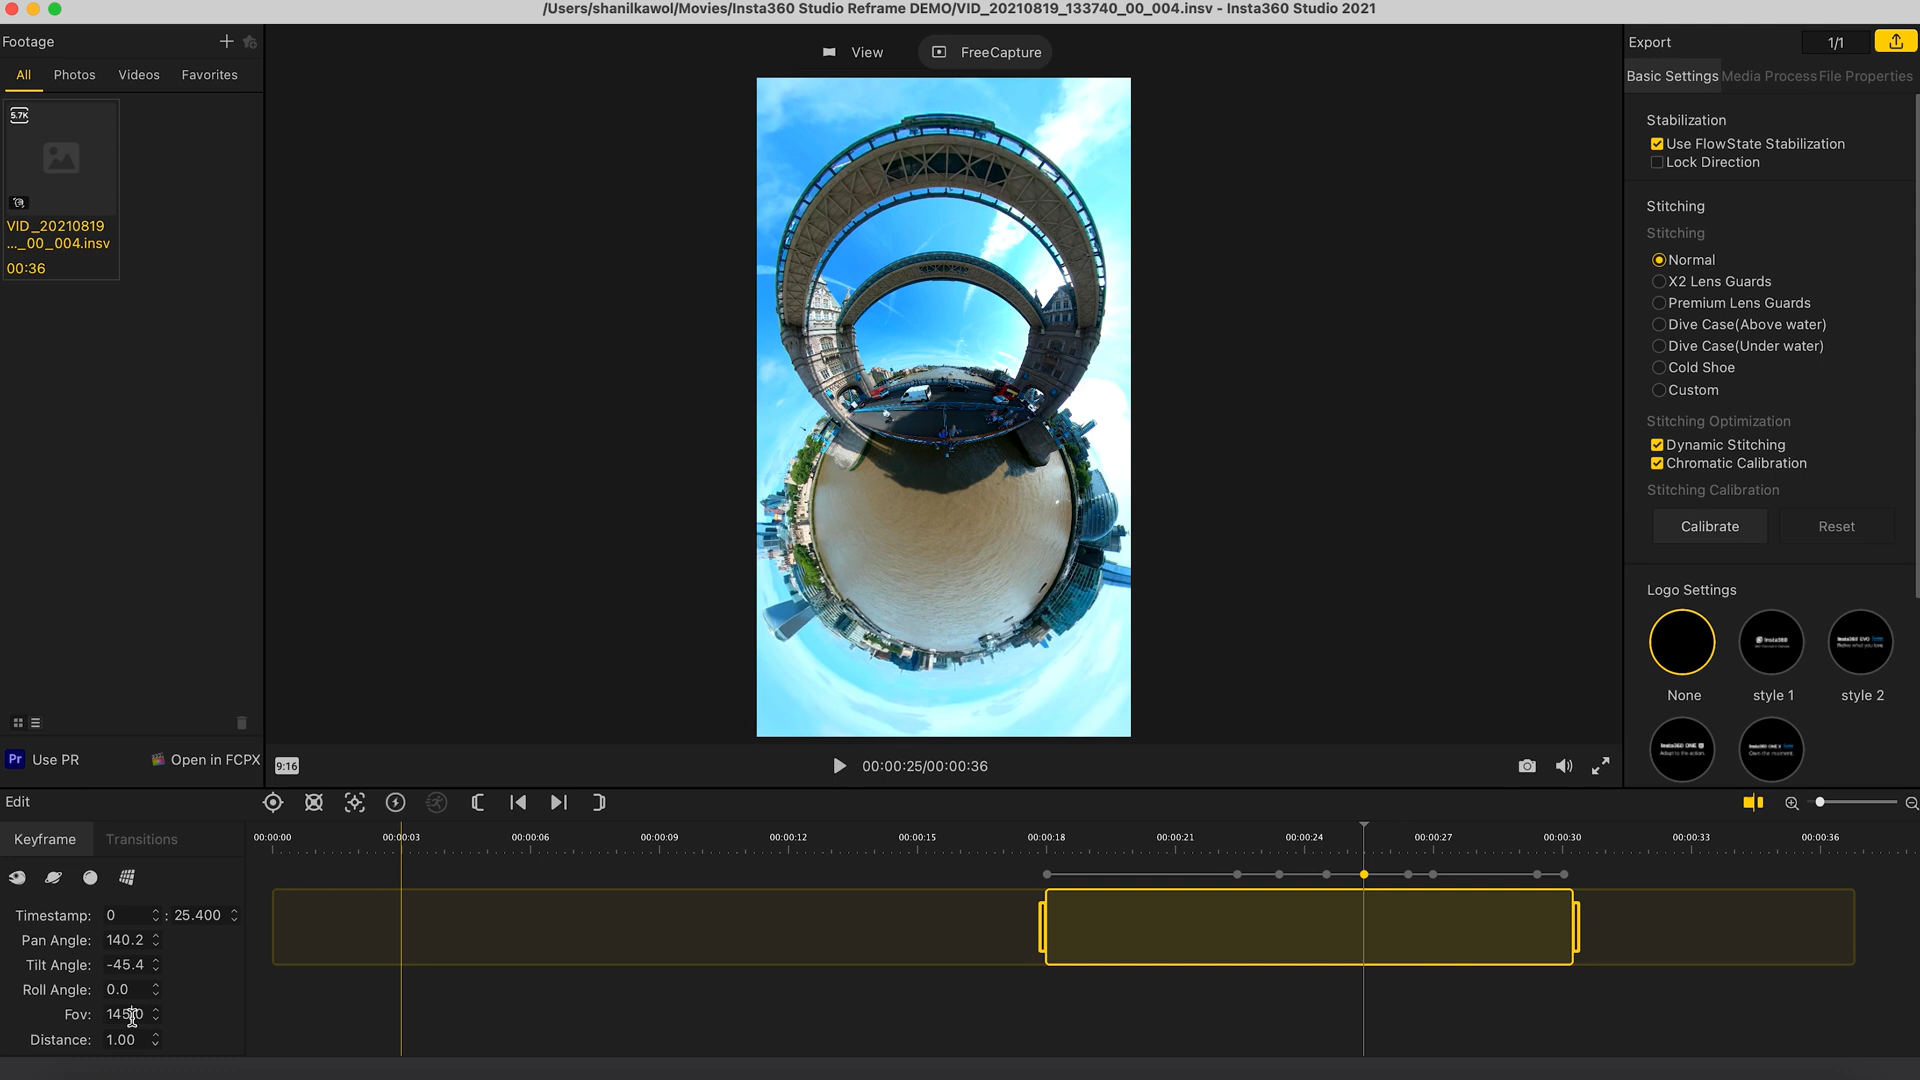 /Users/shanilkawol/Movies/Insta360 Studio Reframe DEMO/VID_20210819_133740_00_004.insv - Insta360 Studio 2021
Footage
All Photos Videos Favorites
5.7K
VID_20210819
..._00_004.insv
00:36
Pr Use PR
Open in FCPX
View FreeCapture
9:16
00:00:25/00:00:36
Export 1/1
Basic Settings Media Process File Properties
Stabilization
Use FlowState Stabilization
Lock Direction
Stitching
Stitching
Normal
X2 Lens Guards
Premium Lens Guards
Dive Case(Above water)
Dive Case(Under water)
Cold Shoe
Custom
Stitching Optimization
Dynamic Stitching
Chromatic Calibration
Stitching Calibration
Calibrate Reset
Logo Settings
None style 1 style 2
Edit
Keyframe Transitions
Timestamp: 0 : 25.400
Pan Angle: 140.2
Tilt Angle: -45.4
Roll Angle: 0.0
Fov:
Distance: 1.00
00:00:00 00:00:03 00:00:06 00:00:09 00:00:12 00:00:15 00:00:18 00:00:21 00:00:24 00:00:27 00:00:30 00:00:33 00:00:36